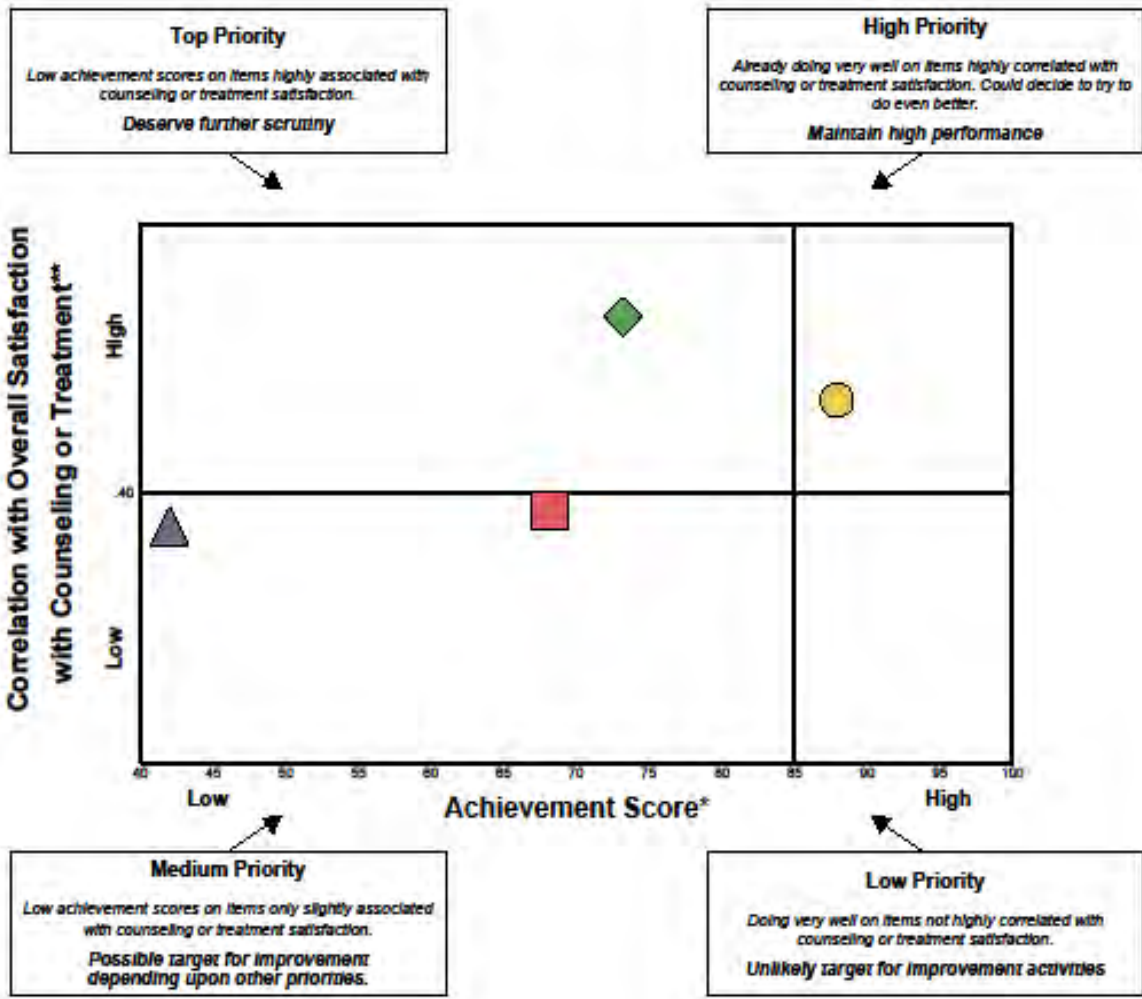 Top Priority
Low achievement scores on items highly associated with
counseling or treatment satisfaction.
Deserve further scrutiny
High Priority
Already doing very well on items highly correlated with
counseling or treatment satisfaction. Could decide to try to
do even better.
Maintain high performance
Correlation with Overall Satisfaction
with Counseling or Treatment**
High
.40
Low
40 45 50 55 60 65 70 75 80 85 90 95 100
Low
Achievement Score*
High
Medium Priority
Low achievement scores on items only slightly associated
with counseling or treatment satisfaction.
Possible target for improvement
depending upon other priorities.
Low Priority
Doing very well on items not highly correlated with
counseling or treatment satisfaction.
Unlikely target for improvement activities